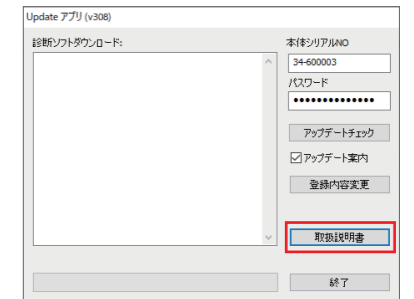 Update アプリ (v308)
診断ソフトダウンロード:
本体シリアルNO
34-600003
パスワード
●●●●●●●●●●●●●●
アップデートチェック
アップデート案内
登録内容変更
取扱説明書
終了